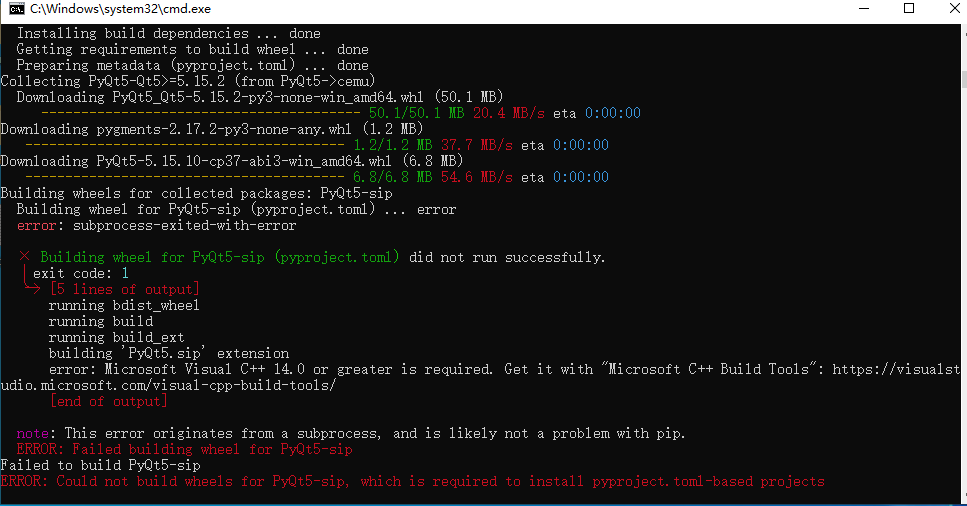 C:\Windows\system32\cmd.exe
Installing build dependencies ... done
Getting requirements to build wheel ... done
Preparing metadata (pyproject.toml) ... done
Collecting PyQt5-Qt5>=5.15.2 (from PyQt5->cemu)
Downloading PyQt5_Qt5-5.15.2-py3-none-win_amd64.whl (50.1 MB)
---------------------------------------- 50.1/50.1 MB 20.4 MB/s eta 0:00:00
Downloading pygments-2.17.2-py3-none-any.whl (1.2 MB)
---------------------------------------- 1.2/1.2 MB 37.7 MB/s eta 0:00:00
Downloading PyQt5-5.15.10-cp37-abi3-win_amd64.whl (6.8 MB)
---------------------------------------- 6.8/6.8 MB 54.6 MB/s eta 0:00:00
Building wheels for collected packages: PyQt5-sip
Building wheel for PyQt5-sip (pyproject.toml) ... error
error: subprocess-exited-with-error
× Building wheel for PyQt5-sip (pyproject.toml) did not run successfully.
exit code: 1
[5 lines of output]
running bdist_wheel
running build
running build_ext
building 'PyQt5.sip' extension
error: Microsoft Visual C++ 14.0 or greater is required. Get it with "Microsoft C++ Build Tools": https://visualst
udio.microsoft.com/visual-cpp-build-tools/
[end of output]
note: This error originates from a subprocess, and is likely not a problem with pip.
ERROR: Failed building wheel for PyQt5-sip
Failed to build PyQt5-sip
ERROR: Could not build wheels for PyQt5-sip, which is required to install pyproject.toml-based projects